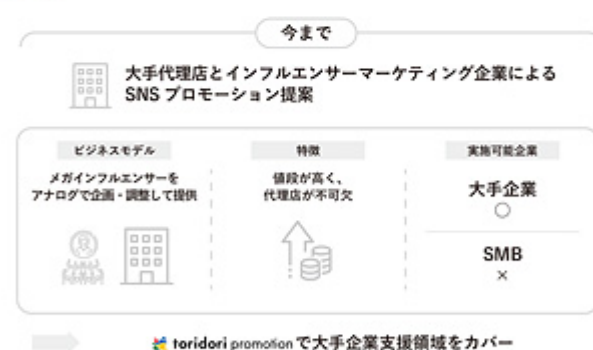 今まで
大手代理店とインフルエンサーマーケティング企業による
SNS プロモーション提案
ビジネスモデル
メガインフルエンサーを
アナログで企画・調整して提供
特徴
値段が高く、
代理店が不可欠
実施可能企業
大手企業
○
SMB
×
toridori promotion で大手企業支援領域をカバー